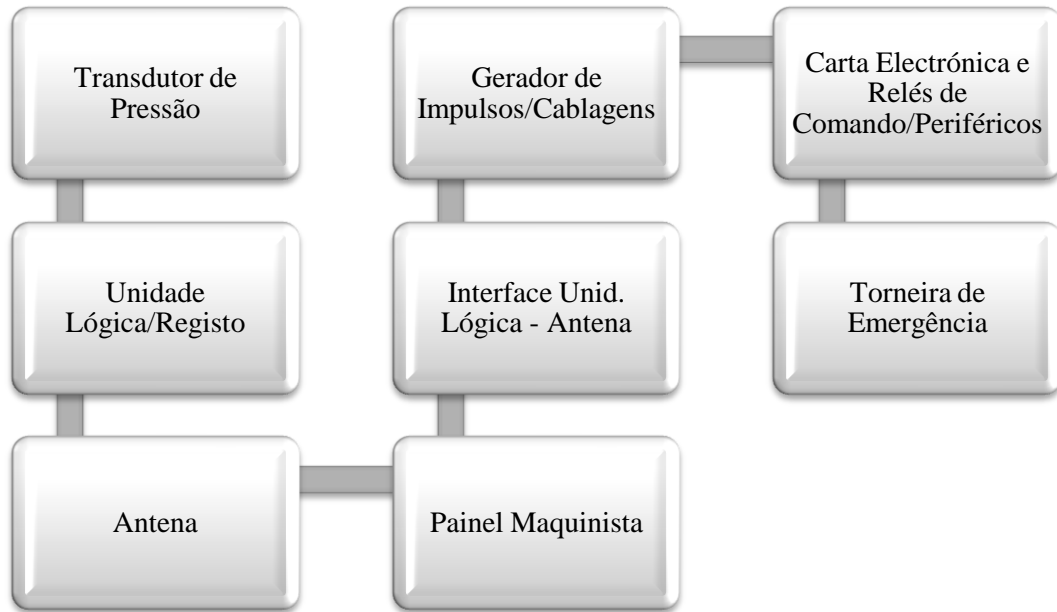 Transdutor de
Pressão
Unidade
Lógica/Registo
Antena
Painel Maquinista
Interface Unid.
Lógica - Antena
Gerador de
Impulsos/Cablagens
Carta Electrónica e
Relés de
Comando/Periféricos
Torneira de
Emergência